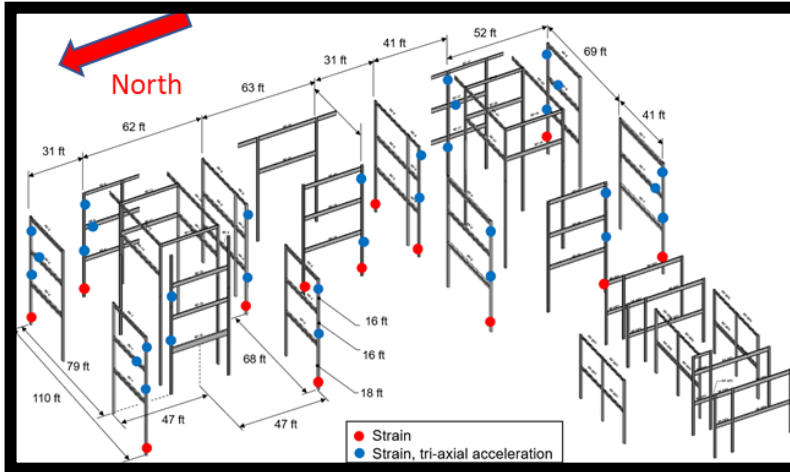 52 ft
41 ft
31 ft
69 ft
North
63 ft
62 ft
41 ft
31 ft
16 ft
16 ft
79 ft
68 ft
18 ft
110 ft
47 ft
47 ft
Strain
Strain, tri-axial acceleration